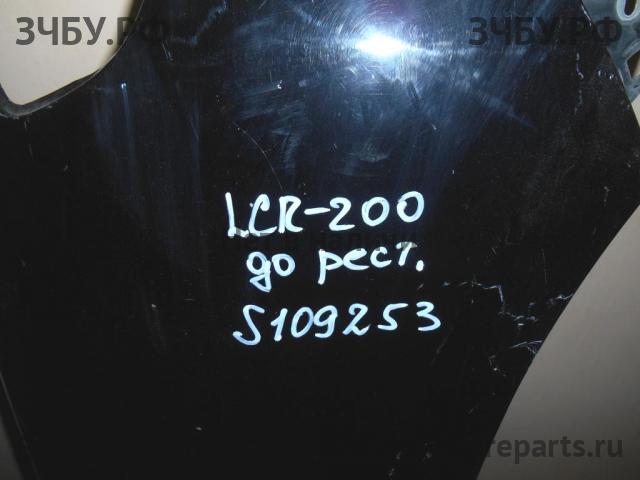 ЗЧБУ.РФ ЗЧБУ.РФ
LCR-200
до рест.
S109253
reparts.ru